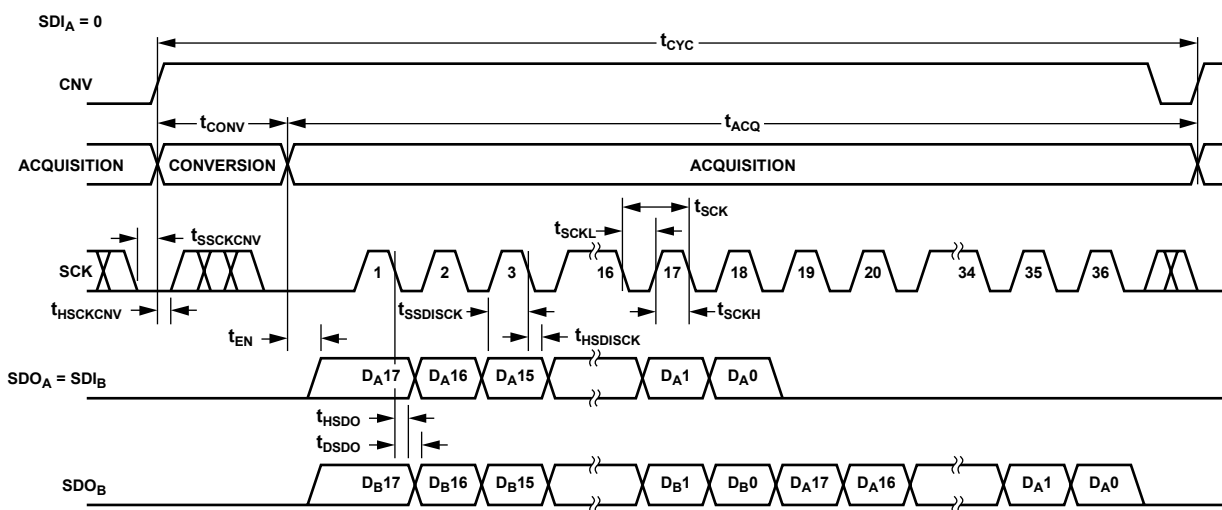 SDIA = 0
tCYC
CNV
tCONV
tACQ
ACQUISITION
CONVERSION
ACQUISITION
tSCK
tSCKL
tSSCKCNV
SCK
1
2
3
16
17
18
19
20
34
35
36
tHSCKCNV
tSSDISCK
tSCKH
tEN
tHSDISCK
SDOA = SDIB
DA17
DA16
DA15
DA1
DA0
tHSDO
tDSDO
SDOB
DB17
DB16
DB15
DB1
DB0
DA17
DA16
DA1
DA0